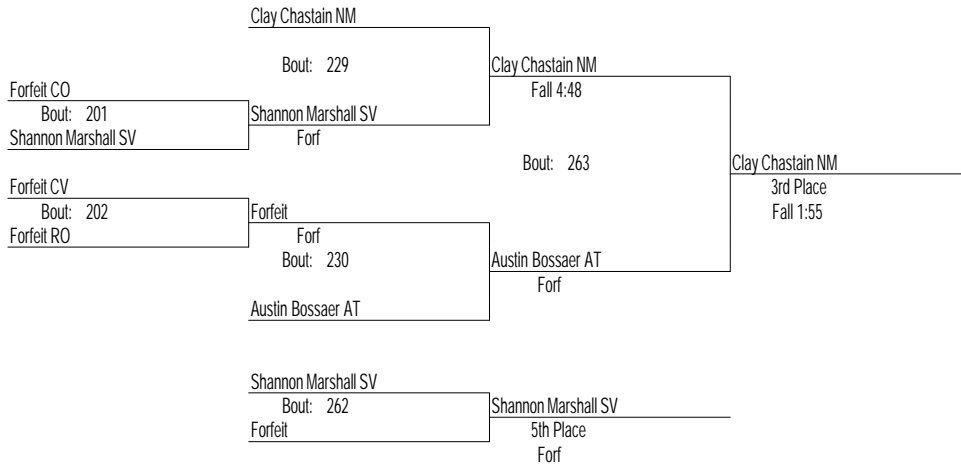 Clay Chastain NM
Bout: 229
Clay Chastain NM
Fall 4:48
Forfeit CO
Bout: 201
Shannon Marshall SV
Shannon Marshall SV
Forf
Bout: 263
Clay Chastain NM
3rd Place
Fall 1:55
Forfeit CV
Bout: 202
Forfeit RO
Forfeit
Forf
Bout: 230
Austin Bossaer AT
Forf
Austin Bossaer AT
Shannon Marshall SV
Bout: 262
Forfeit
Shannon Marshall SV
5th Place
Forf